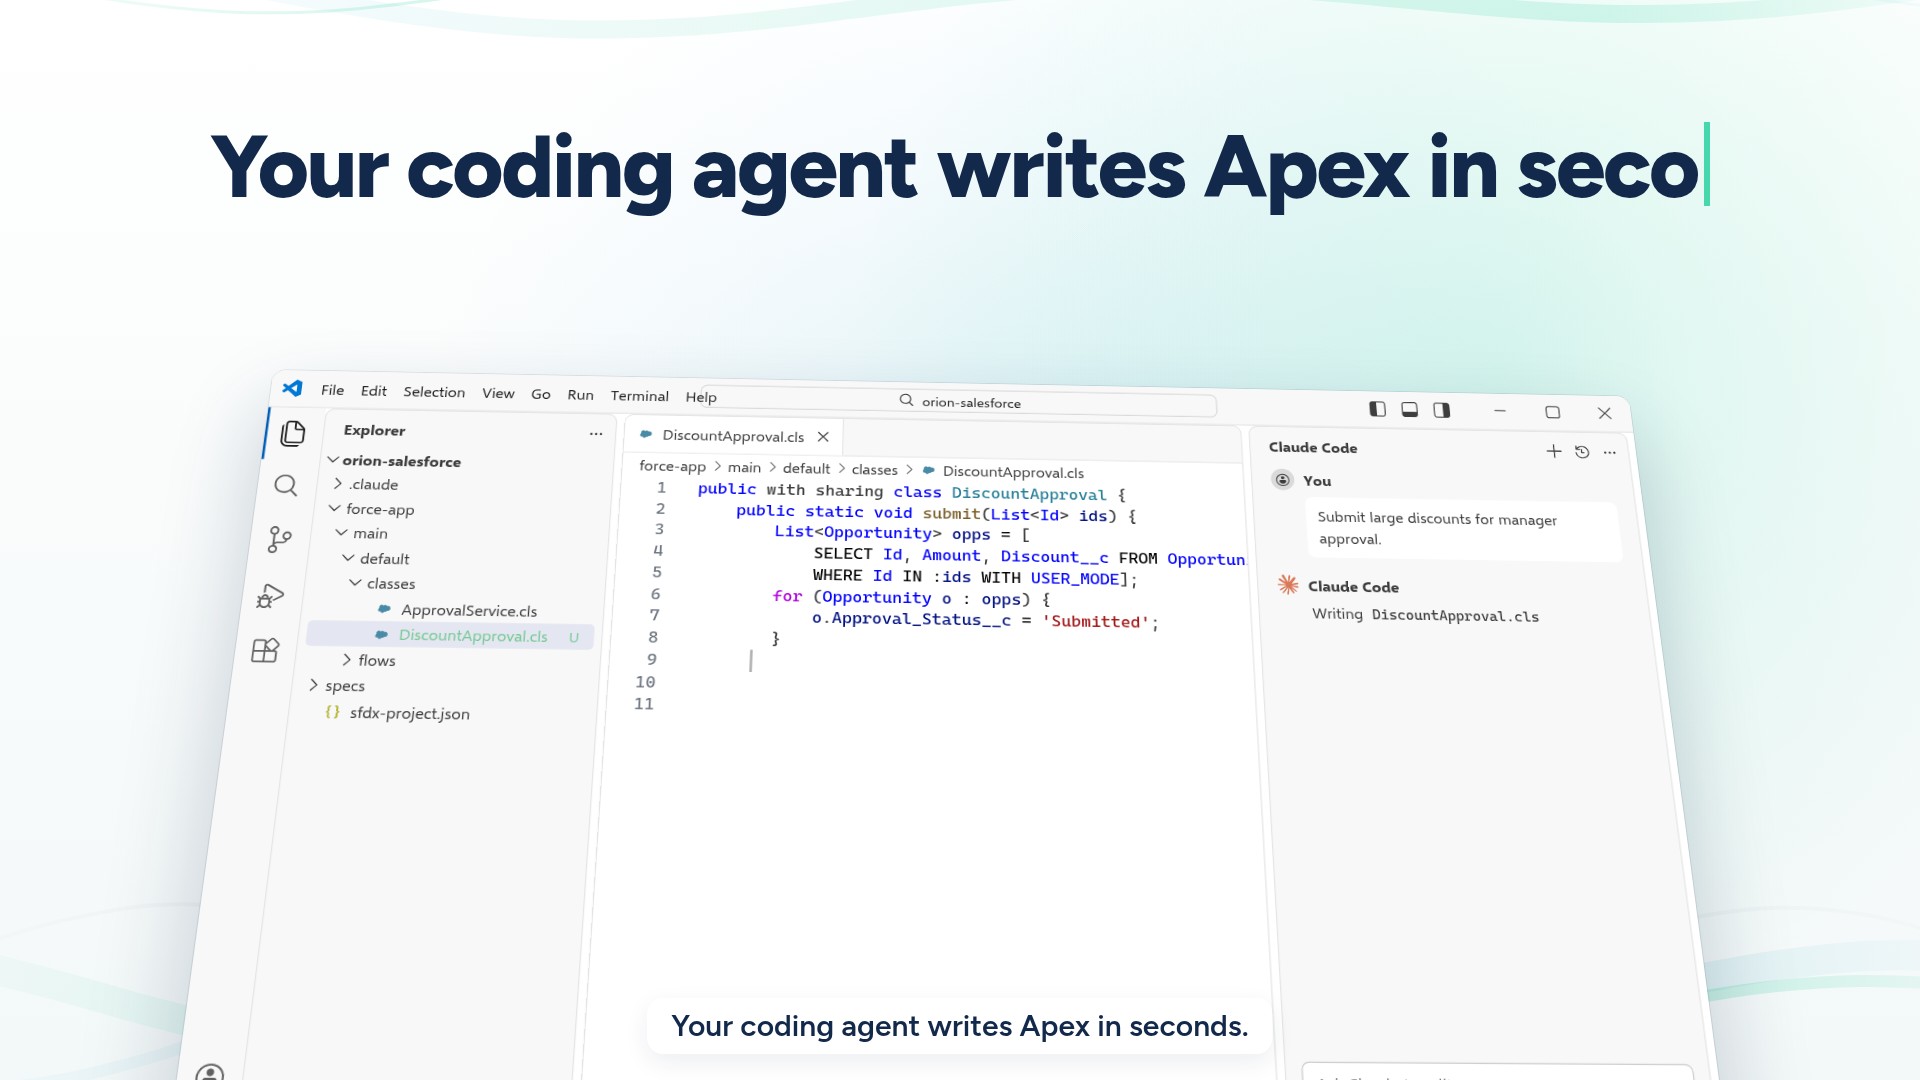 Your coding agent writes Apex in seco
File Edit Selection View Go Run Terminal Help
orion-salesforce
Explorer
orion-salesforce
.claude
force-app
main
default
classes
ApprovalService.cls
DiscountApproval.cls U
flows
specs
{} sfdx-project.json
DiscountApproval.cls
force-app > main > default > classes > DiscountApproval.cls
1 public with sharing class DiscountApproval {
2 public static void submit(List<Id> ids) {
3 List<Opportunity> opps = [
4 SELECT Id, Amount, Discount__c FROM Opportun
5 WHERE Id IN :ids WITH USER_MODE];
6 for (Opportunity o : opps) {
7 o.Approval_Status__c = 'Submitted';
8 }
9
10
11
Claude Code
You
Submit large discounts for manager
approval.
Claude Code
Writing DiscountApproval.cls
Your coding agent writes Apex in seconds.